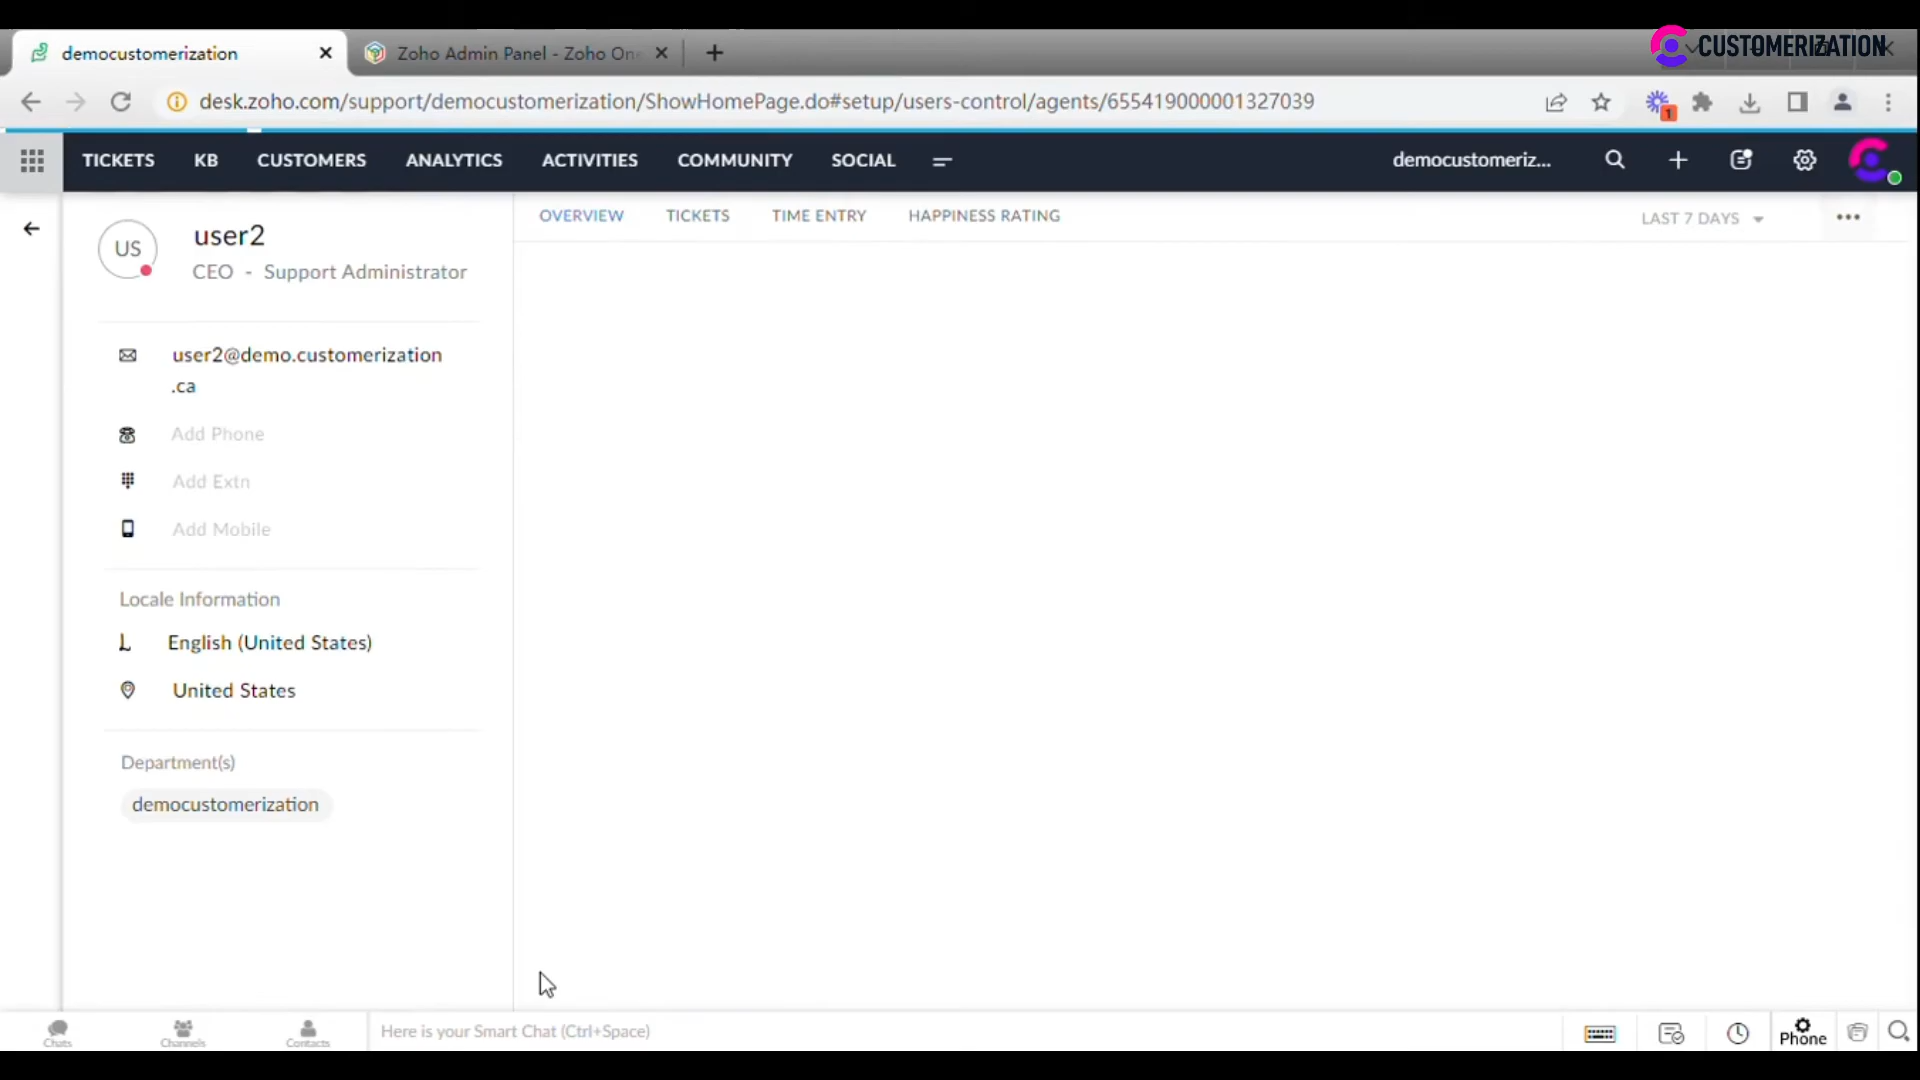 democustomerization
Zoho Admin Panel - Zoho On
CUSTOMERIZATION
desk.zoho.com/support/democustomerization/ShowHomePage.do#setup/users-control/agents/655419000001327039
1
TICKETS KB CUSTOMERS ANALYTICS ACTIVITIES COMMUNITY SOCIAL
democustomeriz...
US
user2
CEO - Support Administrator
OVERVIEW TICKETS TIME ENTRY HAPPINESS RATING
LAST 7 DAYS
user2@demo.customerization
.ca
Add Phone
Add Extn
Add Mobile
Locale Information
English (United States)
United States
Department(s)
democustomerization
Chats
Channels
Contacts
Here is your Smart Chat (Ctrl+Space)
Phone